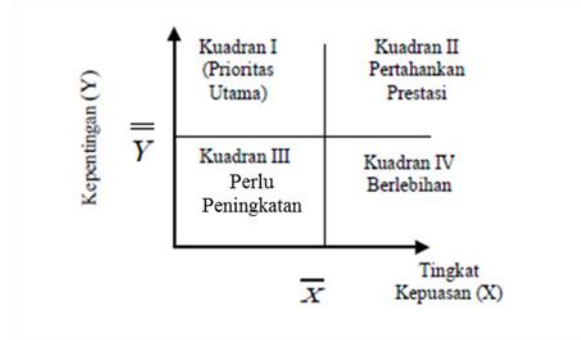 Kuadran I
(Prioritas
Utama)
Kuadran II
Pertahankan
Prestasi
Kepentingan (Y)
Y
Kuadran III
Perlu
Peningkatan
Kuadran IV
Berlebihan
X
Tingkat
Kepuasan (X)